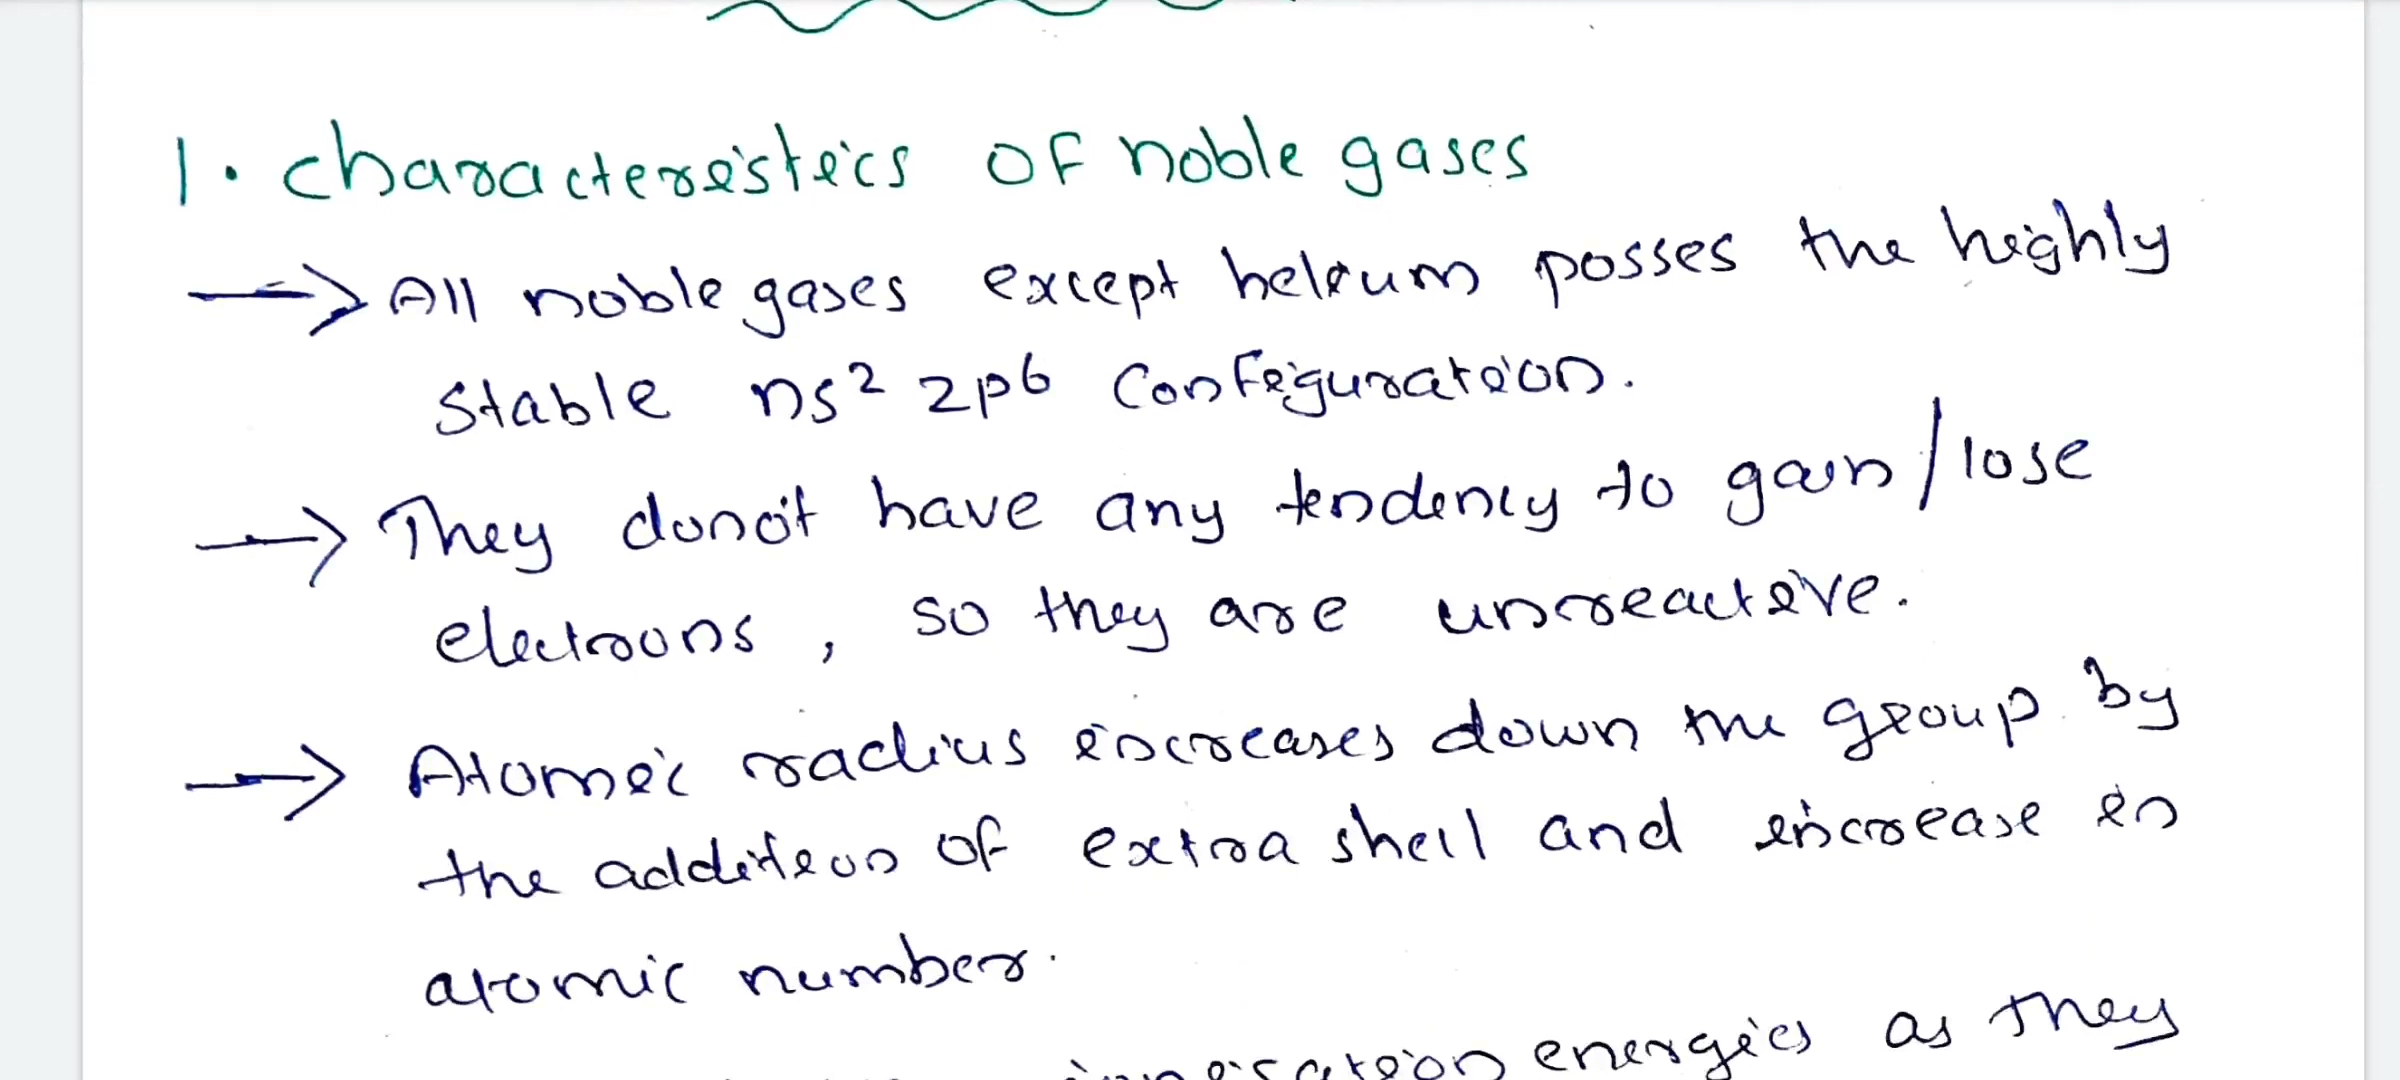 1. characteristics of noble gases
→ All noble gases except helium posses the highly
stable ns² 2p6 configuration.
→ They donot have any tendency to gain/lose
electrons, so they are unreactive.
→ Atomic radius increases down the group by
the addition of extra shell and increase in
atomic number.
energies as they